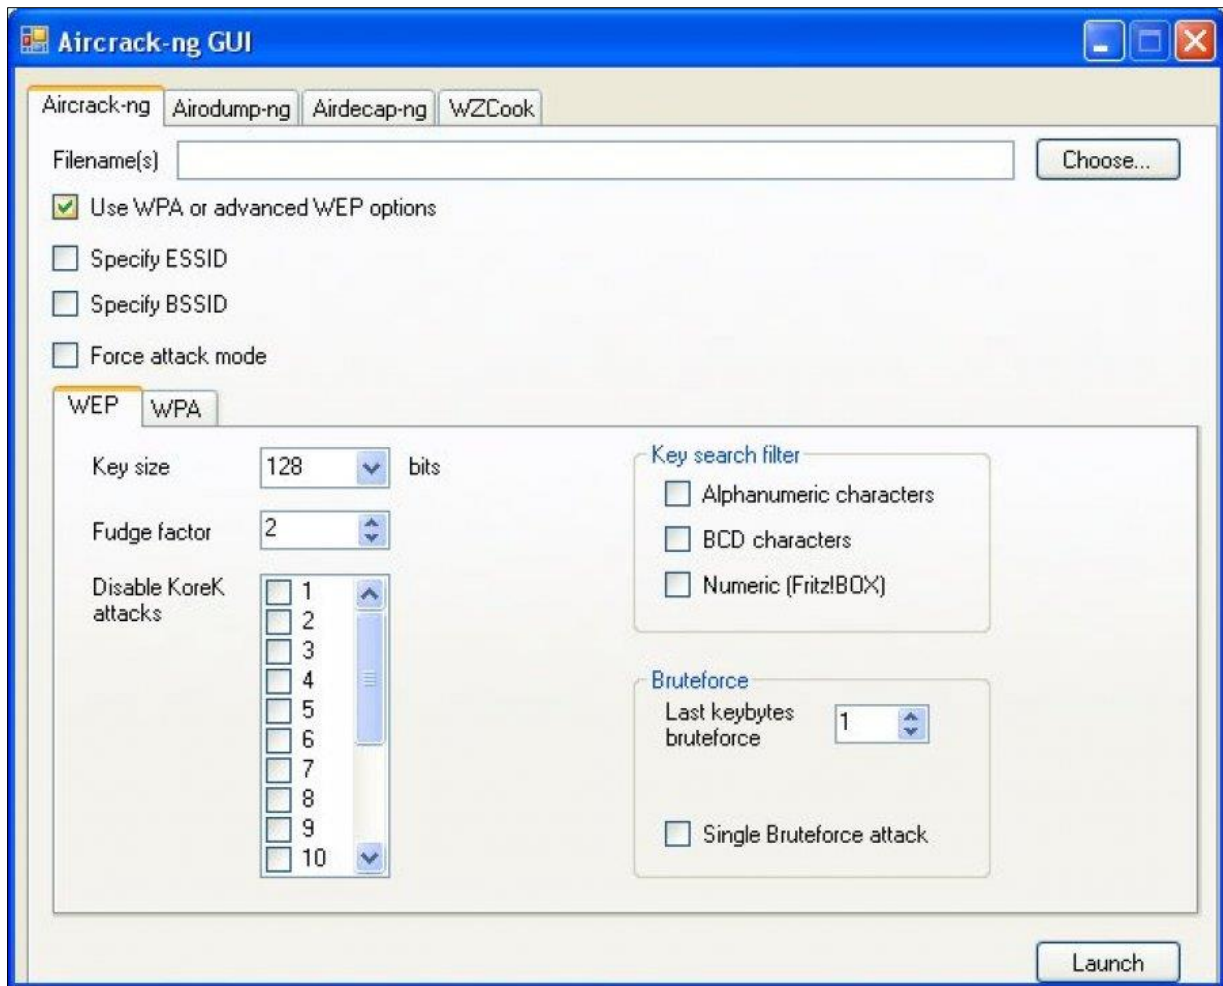 Aircrack-ng GUI
Aircrack-ng Airodump-ng Airdecap-ng WZCook
Filename(s) Choose...
Use WPA or advanced WEP options
Specify ESSID
Specify BSSID
Force attack mode
WEP WPA
Key size 128 bits
Fudge factor 2
Disable KoreK
attacks
1
2
3
4
5
6
7
8
9
10
Key search filter
Alphanumeric characters
BCD characters
Numeric (Fritz!BOX)
Bruteforce
Last keybytes
bruteforce 1
Single Bruteforce attack
Launch